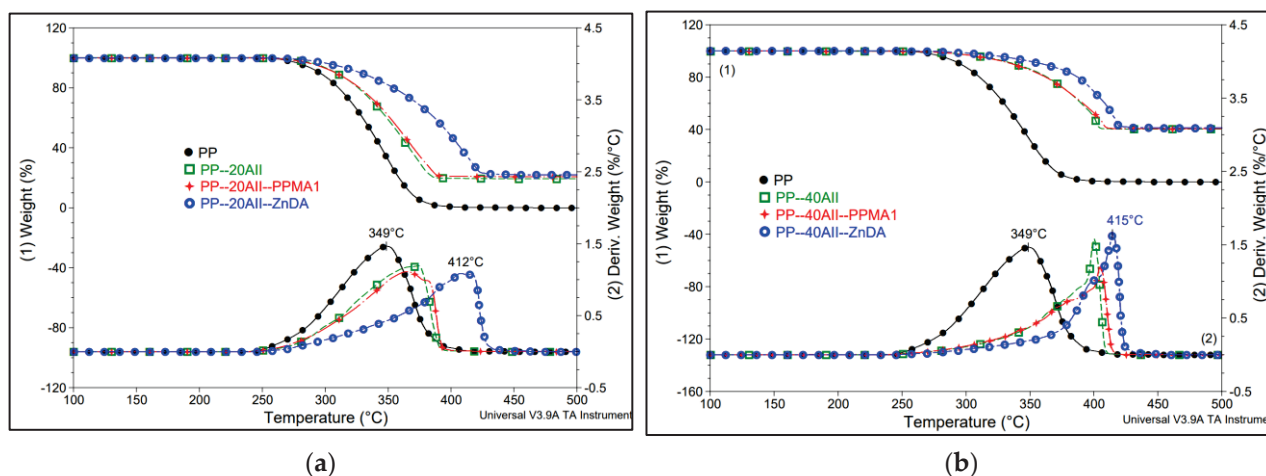 (a)
120
80
40
0
-40
-80
-120
(1) Weight (%)
4.5
3.5
2.5
1.5
0.5
-0.5
(2) Deriv. Weight (%/°C)
PP
PP--20AlI
PP--20AlI--PPMA1
PP--20AlI--ZnDA
349°C
412°C
100 150 200 250 300 350 400 450 500
Temperature (°C)
Universal V3.9A TA Instrument
(b)
120
80
40
0
-40
-80
-120
-160
(1) Weight (%)
4.5
3.5
2.5
1.5
0.5
-0.5
(2) Deriv. Weight (%/°C)
(1)
PP
PP--40AlI
PP--40AlI--PPMA1
PP--40AlI--ZnDA
349°C
415°C
(2)
100 150 200 250 300 350 400 450 500
Temperature (°C)
Universal V3.9A TA Instrument
(a)
(b)